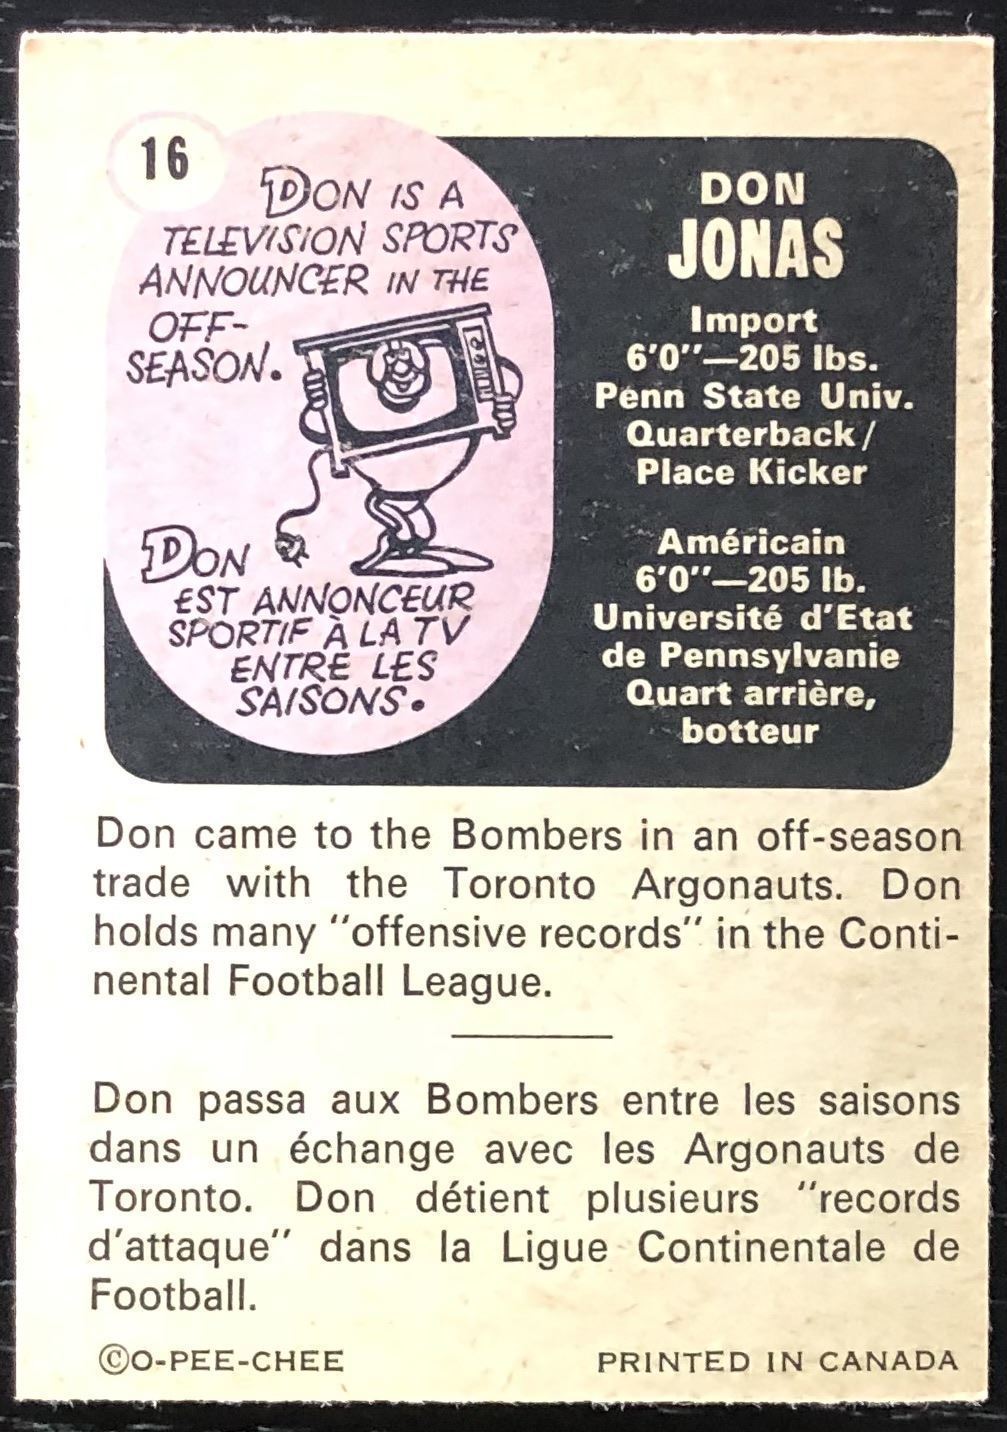 16
DON IS A
TELEVISION SPORTS
ANNOUNCER IN THE
OFF-
SEASON.
DON
EST ANNONCEUR
SPORTIF À LA TV
ENTRE LES
SAISONS.
DON
JONAS
Import
6'0"—205 lbs.
Penn State Univ.
Quarterback/
Place Kicker
Américain
6'0"—205 lb.
Université d'Etat
de Pennsylvanie
Quart arrière,
botteur
Don came to the Bombers in an off-season
trade with the Toronto Argonauts. Don
holds many "offensive records" in the Conti-
nental Football League.
Don passa aux Bombers entre les saisons
dans un échange avec les Argonauts de
Toronto. Don détient plusieurs "records
d'attaque" dans la Ligue Continentale de
Football.
©O-PEE-CHEE PRINTED IN CANADA